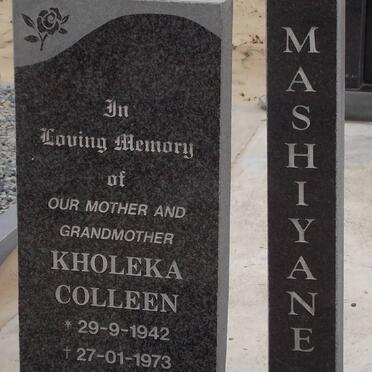 In
Loving Memory
of
OUR MOTHER AND
GRANDMOTHER
KHOLEKA
COLLEEN
* 29-9-1942
† 27-01-1973
MASHIYANE